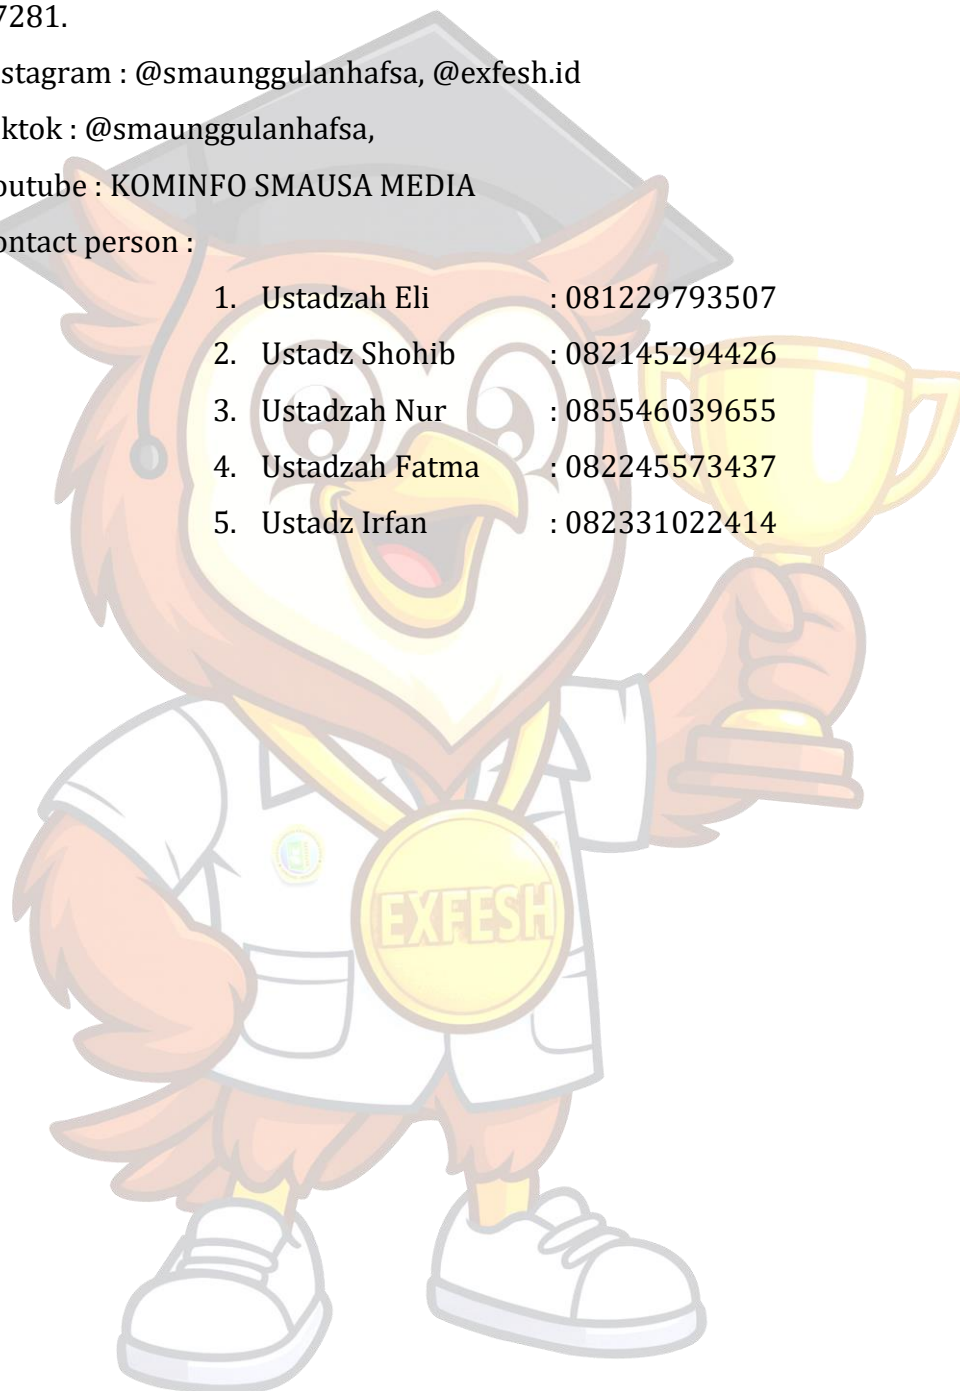 7281.
stagram : @smaunggulanhafsa, @exfesh.id
ktok : @smaunggulanhafsa,
outube : KOMINFO SMAUSA MEDIA
ontact person :
1. Ustadzah Eli : 081229793507
2. Ustadz Shohib : 082145294426
3. Ustadzah Nur : 085546039655
4. Ustadzah Fatma : 082245573437
5. Ustadz Irfan : 082331022414
EXFESH